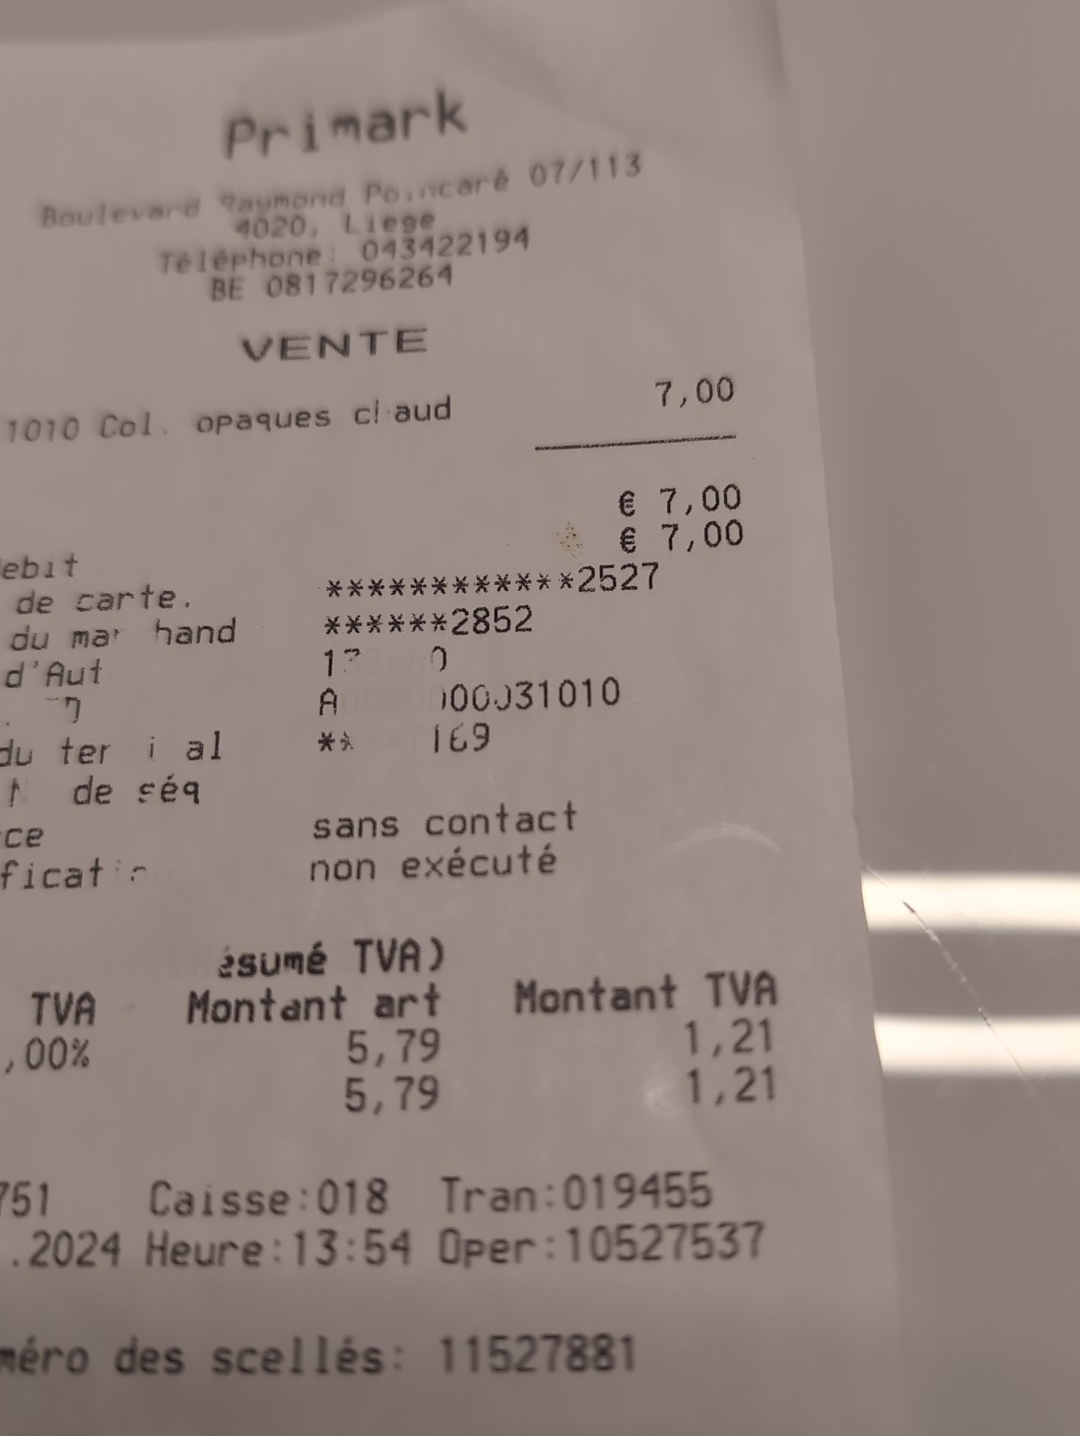 Primark
Boulevard Raymond Poincaré 07/113
4020, Liege
Téléphone: 043422194
BE 0817296264
VENTE
1010 Col. opaques chaud 7,00
€ 7,00
€ 7,00
ebit
de carte. ************2527
du marchand ******2852
d'Aut
du terminal
de séq
ce sans contact
ficati non exécuté
ésumé TVA)
TVA Montant art Montant TVA
,00% 5,79 1,21
5,79 1,21
751 Caisse:018 Tran:019455
.2024 Heure:13:54 Oper:10527537
méro des scellés: 11527881